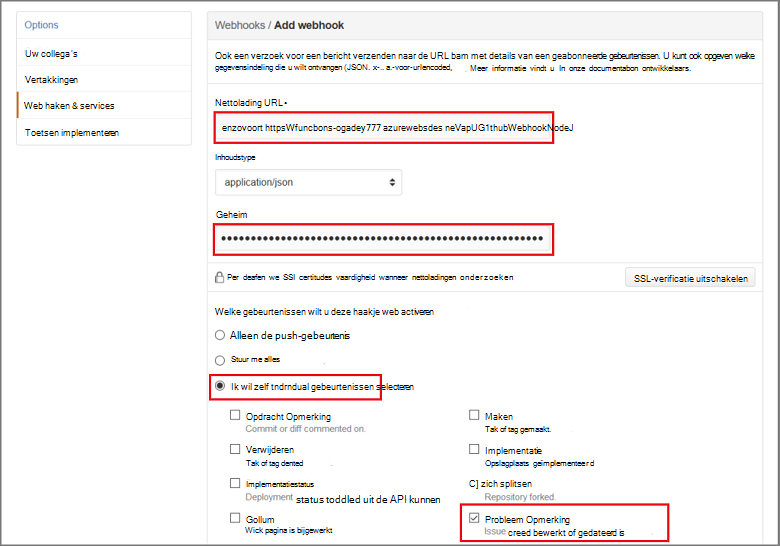 Options
Uw collega's
Vertakkingen
Web haken & services
Toetsen implementeren
Webhooks / Add webhook
Ook een verzoek voor een bericht verzenden naar de URL bam met details van een geabonneerde gebeurtenissen. U kunt ook opgeven welke
gegevensindeling die u wilt ontvangen (JSON. x-.. a.-voor-urlencoded, . Meer informatie vindt u In onze documentabon ontwikkelaars.
Nettolading URL•
enzovoort httpsWfuncbons-ogadey777 azurewebsdes neVapUG1thubWebhookNodeJ
Inhoudstype
application/json
Geheim
Per deafen we SSI certitudes vaardigheid wanneer nettoladingen onderzoeken
SSL-verificatie uitschakelen
Welke gebeurtenissen wilt u deze haakje web activeren
Alleen de push-gebeurtenis
Stuur me alles
Ik wil zelf tndrndual gebeurtenissen selecteren
Opdracht Opmerking
Commit or diff commented on.
Maken
Tak of tag gemaakt.
Verwijderen
Tak of tag dented
Implementatie
Opslagplaats geïmplementeerd
Implementatiestatus
Deployment status toddled uit de API kunnen
C] zich splitsen
Repository forked.
Gollum
Wick pagina is bijgewerkt
Probleem Opmerking
Issue creed bewerkt of gedateerd is